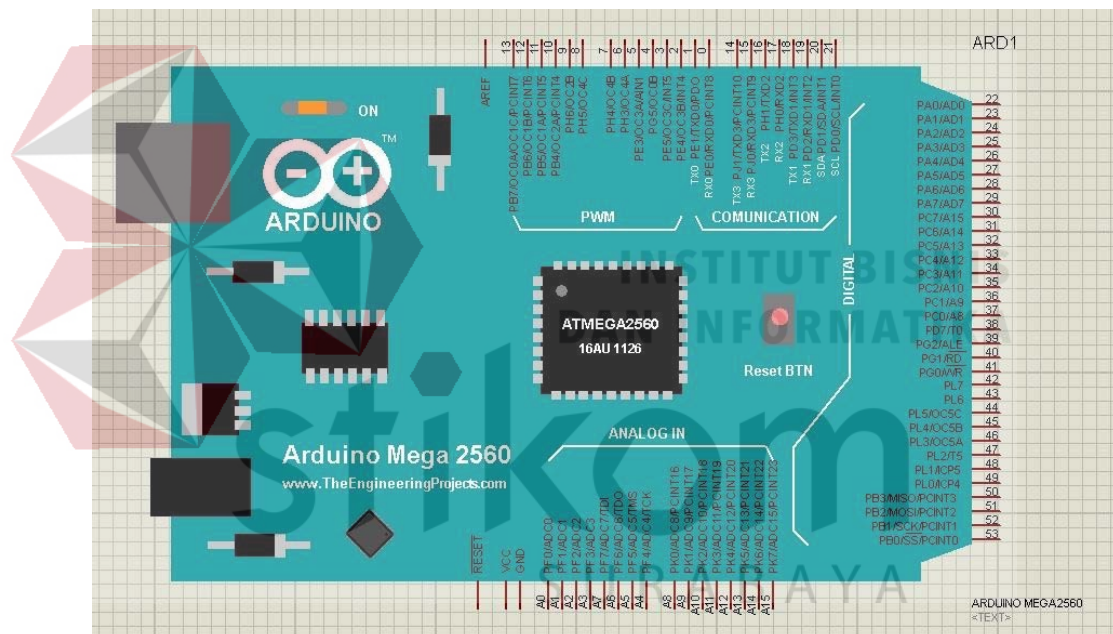 ARD1
13
12
11
10
9
8
7
6
5
4
3
2
1
0
14
15
16
17
18
19
20
21
AREF
PB7/OC0A/OC1C/PCINT7
PB6/OC1B/PCINT6
PB5/OC1A/PCINT5
PB4/OC2A/PCINT4
PH6/OC2B
PH5/OC4C
PH4/OC4B
PH3/OC4A
PE3/OC3A/AIN1
PG5/OC0B
PE5/OC3C/INT5
PE4/OC3B/INT4
TX0 PE1/TXD0/PDO
RX0 PE0/RXD0/PCINT8
TX3 PJ1/TXD3/PCINT10
RX3 PJ0/RXD3/PCINT9
TX2 PH1/TXD2
RX2 PH0/RXD2
TX1 PD3/TXD1/INT3
RX1 PD2/RXD1/INT2
SDA PD1/SDA/INT1
SCL PD0/SCL/INT0
ON
TM
ARDUINO
PWM
COMUNICATION
DIGITAL
PA0/AD0 22
PA1/AD1 23
PA2/AD2 24
PA3/AD3 25
PA4/AD4 26
PA5/AD5 27
PA6/AD6 28
PA7/AD7 29
PC7/A15 30
PC6/A14 31
PC5/A13 32
PC4/A12 33
PC3/A11 34
PC2/A10 35
PC1/A9 36
PC0/A8 37
PD7/T0 38
PG2/ALE 39
PG1/RD 40
PG0/WR 41
PL7 42
PL6 43
PL5/OC5C 44
PL4/OC5B 45
PL3/OC5A 46
PL2/T5 47
PL1/ICP5 48
PL0/ICP4 49
PB3/MISO/PCINT3 50
PB2/MOSI/PCINT2 51
PB1/SCK/PCINT1 52
PB0/SS/PCINT0 53
INSTITUT BISNIS
DAN INFORMATIKA
stikom
SURABAYA
ATMEGA2560
16AU 1126
Reset BTN
ANALOG IN
Arduino Mega 2560
www.TheEngineeringProjects.com
RESET
VCC
GND
PF0/ADC0
PF1/ADC1
PF2/ADC2
PF3/ADC3
PF7/ADC7/TDI
PF6/ADC6/TDO
PF5/ADC5/TMS
PF4/ADC4/TCK
PK0/ADC8/PCINT16
PK1/ADC9/PCINT17
PK2/ADC10/PCINT18
PK3/ADC11/PCINT19
PK4/ADC12/PCINT20
PK5/ADC13/PCINT21
PK6/ADC14/PCINT22
PK7/ADC15/PCINT23
A0
A1
A2
A3
A7
A6
A5
A4
A8
A9
A10
A11
A12
A13
A14
A15
ARDUINO MEGA2560
<TEXT>